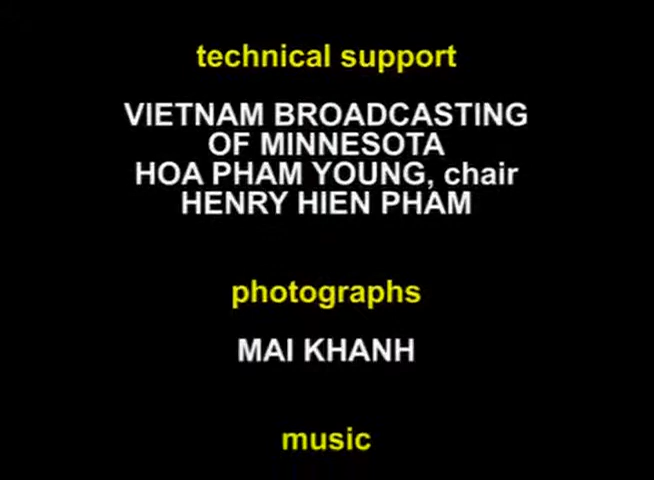 technical support
VIETNAM BROADCASTING
OF MINNESOTA
HOA PHAM YOUNG, chair
HENRY HIEN PHAM
photographs
MAI KHANH
music